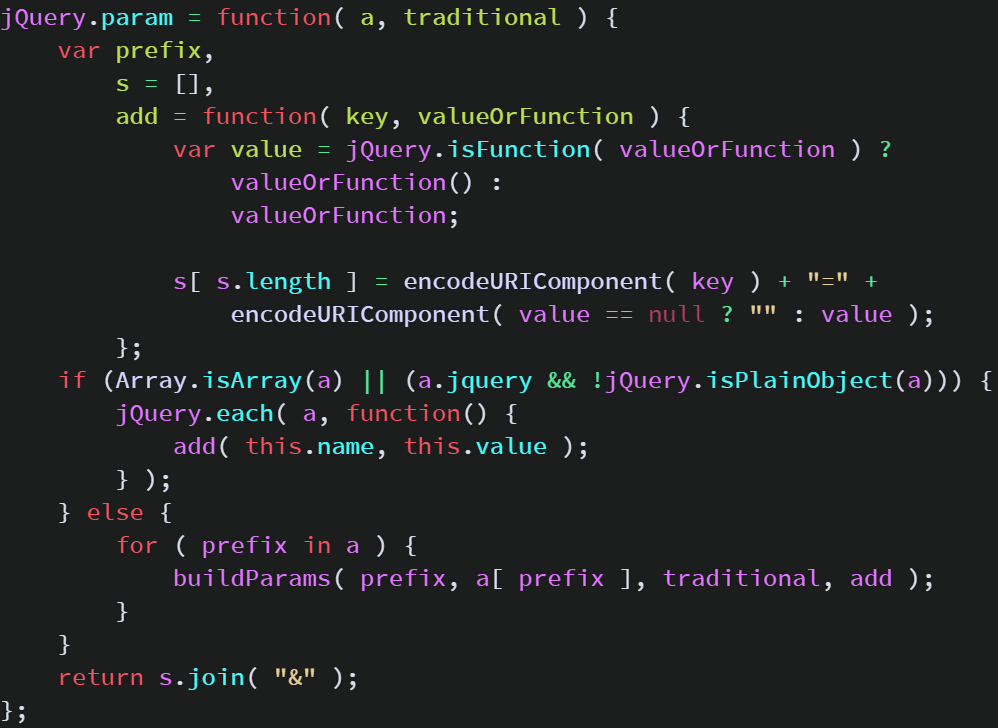 jQuery.param = function( a, traditional ) {
    var prefix,
        s = [],
        add = function( key, valueOrFunction ) {
            var value = jQuery.isFunction( valueOrFunction ) ?
                valueOrFunction() :
                valueOrFunction;

            s[ s.length ] = encodeURIComponent( key ) + "=" +
                encodeURIComponent( value == null ? "" : value );
        };
    if (Array.isArray(a) || (a.jquery && !jQuery.isPlainObject(a))) {
        jQuery.each( a, function() {
            add( this.name, this.value );
        } );
    } else {
        for ( prefix in a ) {
            buildParams( prefix, a[ prefix ], traditional, add );
        }
    }
    return s.join( "&" );
};